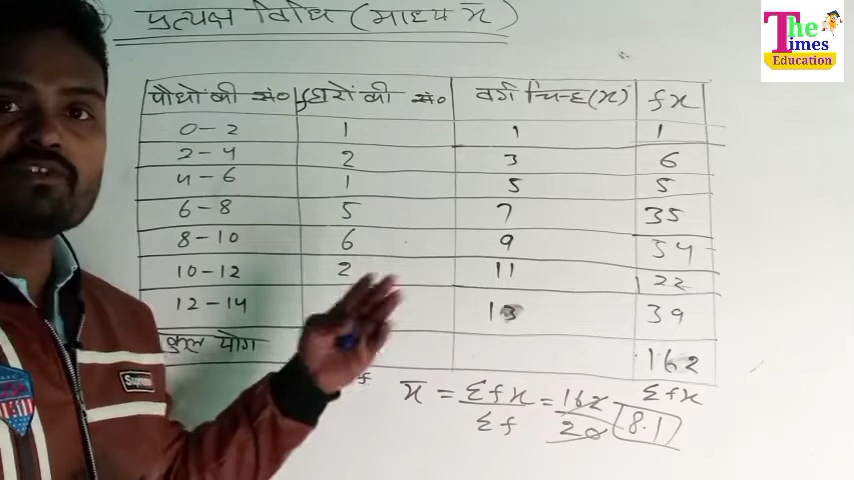 प्रत्यक्ष विधि (माध्य x̄)
The Times Education
पौधों की सं० घरों की सं० वर्ग चिन्ह (x) fx
0-2 1 1 1
2-4 2 3 6
4-6 1 5 5
6-8 5 7 35
8-10 6 9 54
10-12 2 11 22
12-14 13 39
कुल योग 162
f x̄ = Σfx / Σf = 162 / 20 8.1 Σfx
Supreme